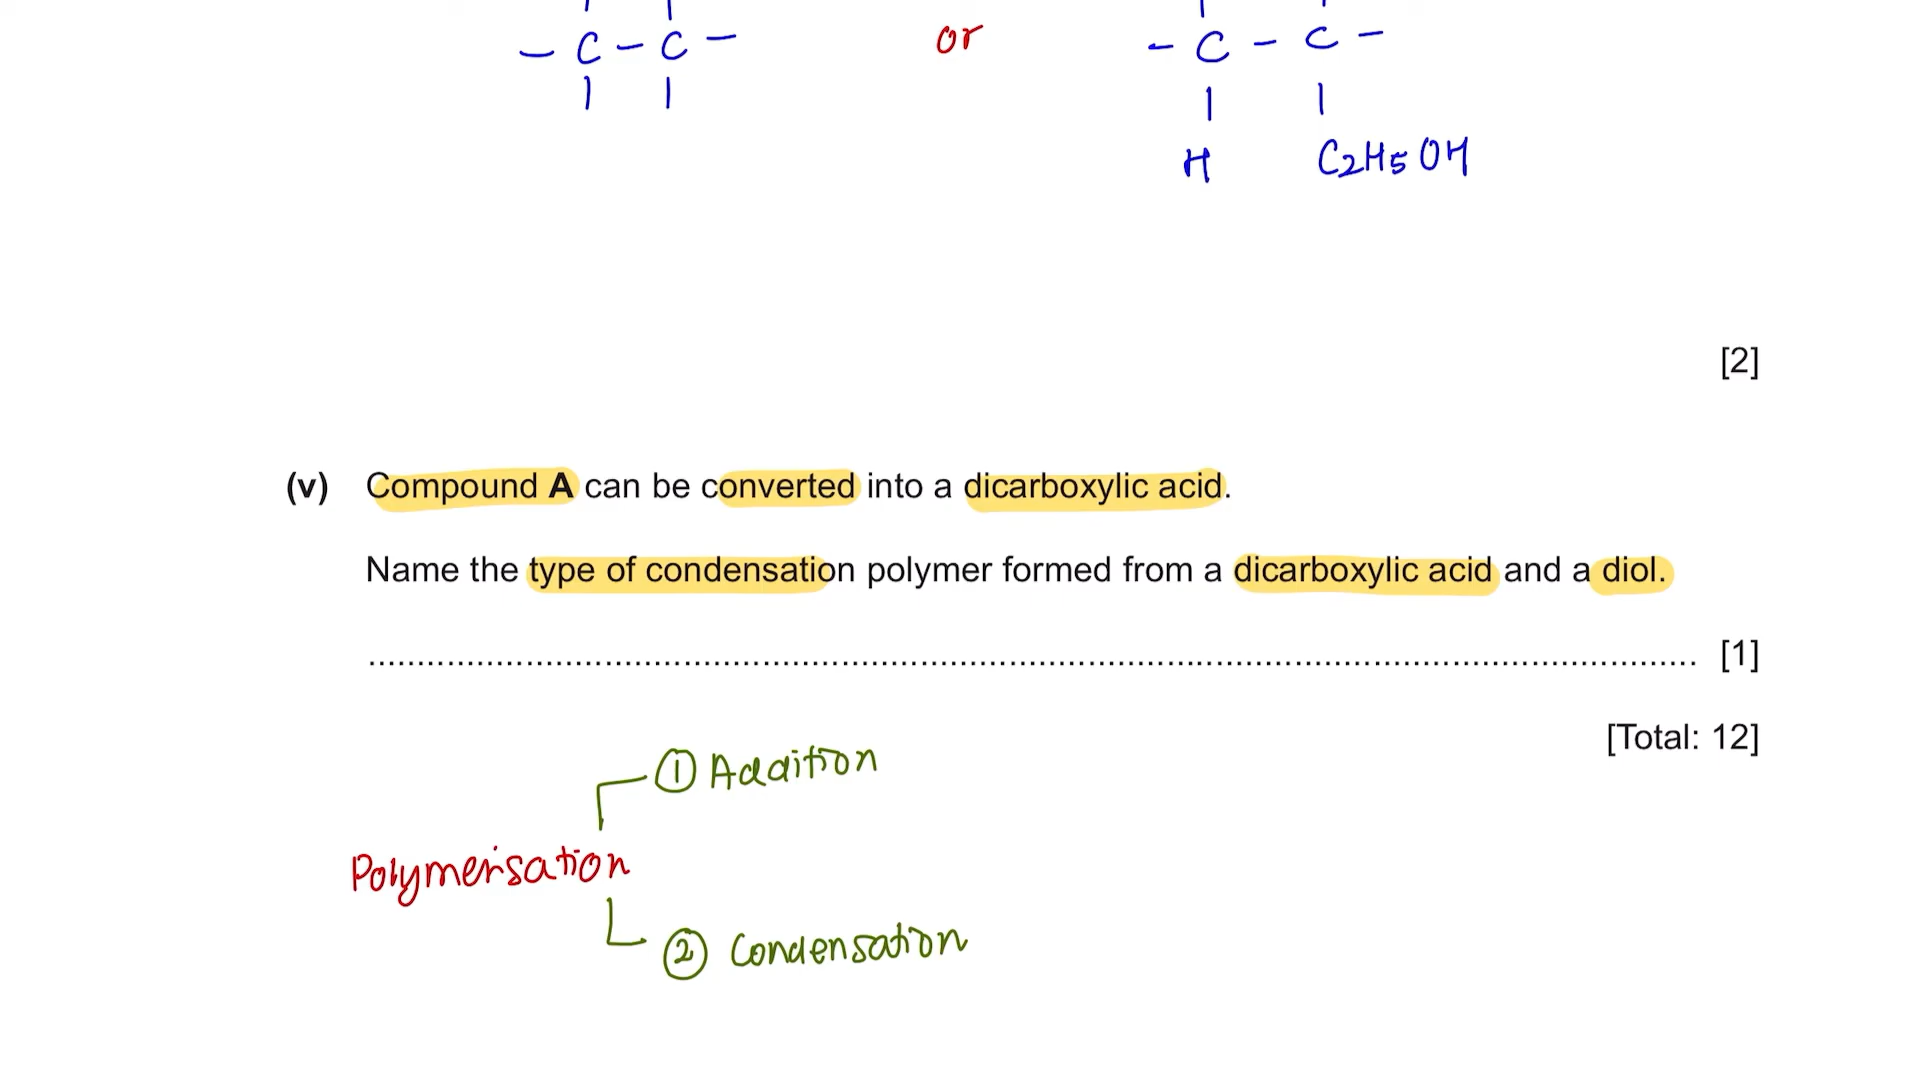 – C – C –
or
– C – C –
H C2H5OH
[2]
(v) Compound A can be converted into a dicarboxylic acid.
Name the type of condensation polymer formed from a dicarboxylic acid and a diol.
.......................................................................................................................................... [1]
[Total: 12]
① Addition
Polymerisation
② Condensation